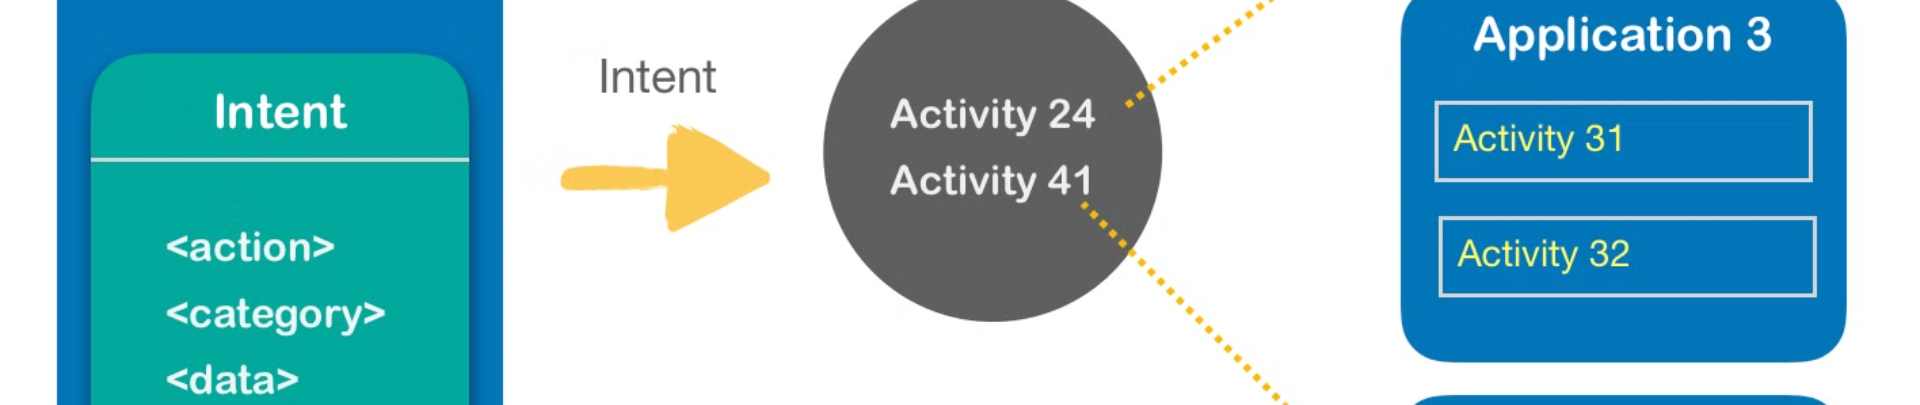 Intent
<action>
<category>
<data>
Intent
Activity 24
Activity 41
Application 3
Activity 31
Activity 32